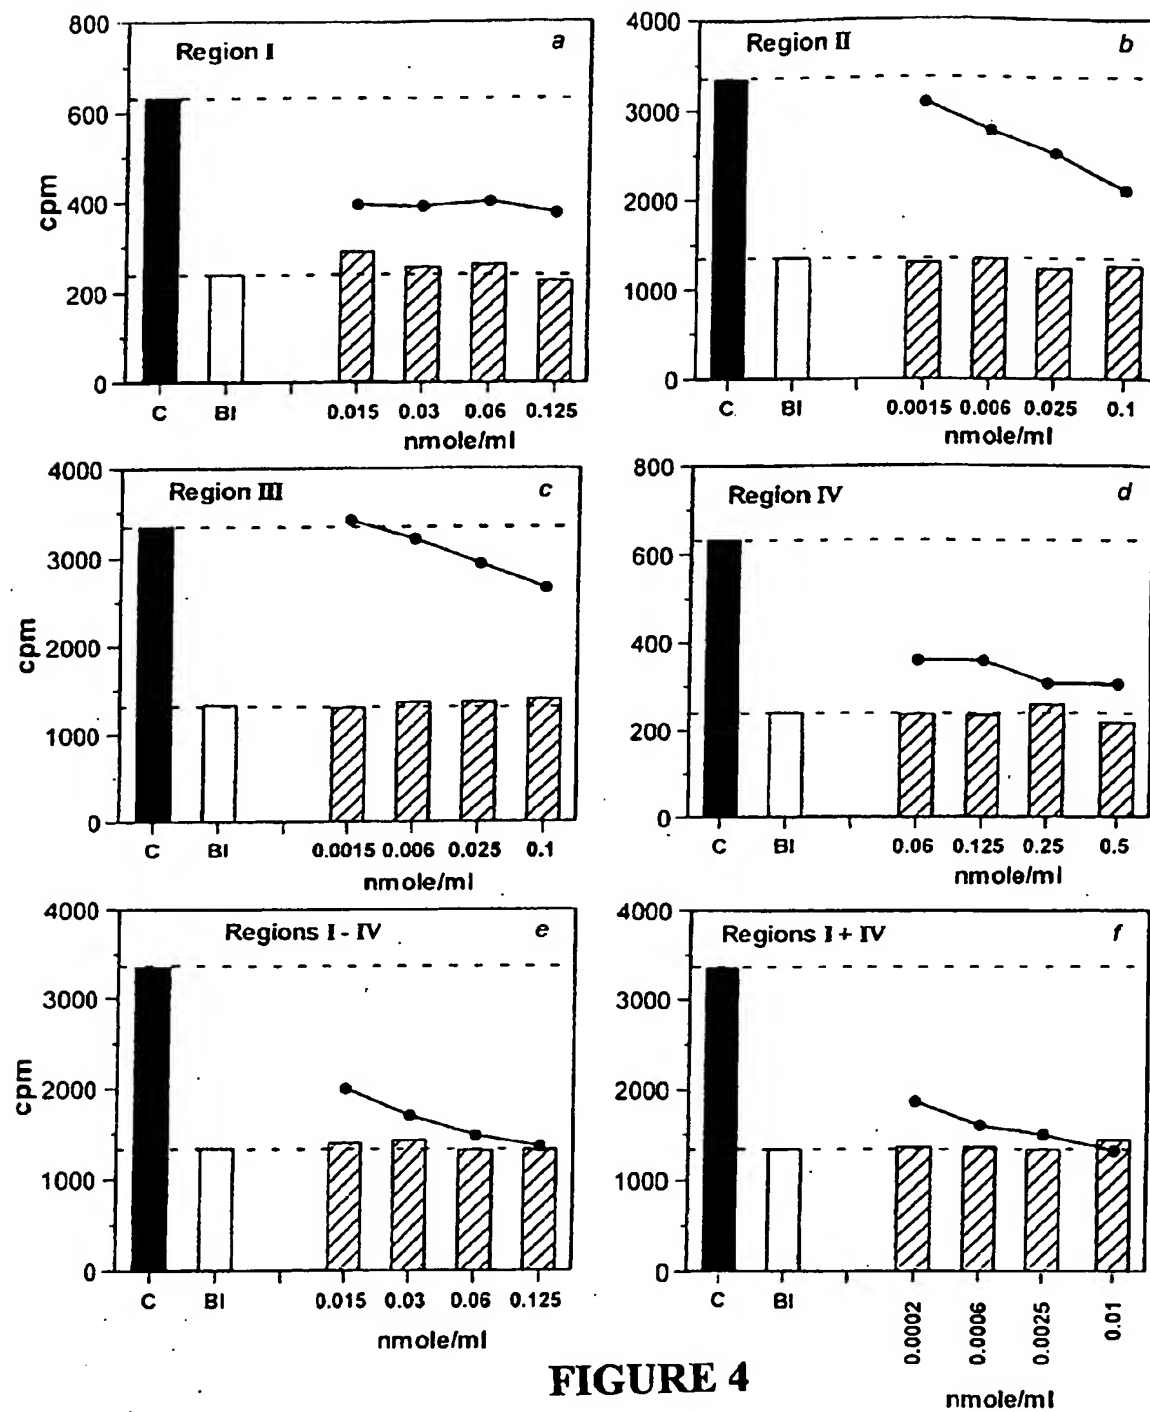 Region I
a
800
600
400
200
0
cpm
C BI 0.015 0.03 0.06 0.125
nmole/ml
Region II
b
4000
3000
2000
1000
0
C BI 0.0015 0.006 0.025 0.1
nmole/ml
Region III
c
4000
3000
2000
1000
0
cpm
C BI 0.0015 0.006 0.025 0.1
nmole/ml
Region IV
d
800
600
400
200
0
C BI 0.06 0.125 0.25 0.5
nmole/ml
Regions I - IV
e
4000
3000
2000
1000
0
cpm
C BI 0.015 0.03 0.06 0.125
nmole/ml
Regions I + IV
f
4000
3000
2000
1000
0
C BI 0.0002 0.0006 0.0025 0.01
nmole/ml
FIGURE 4